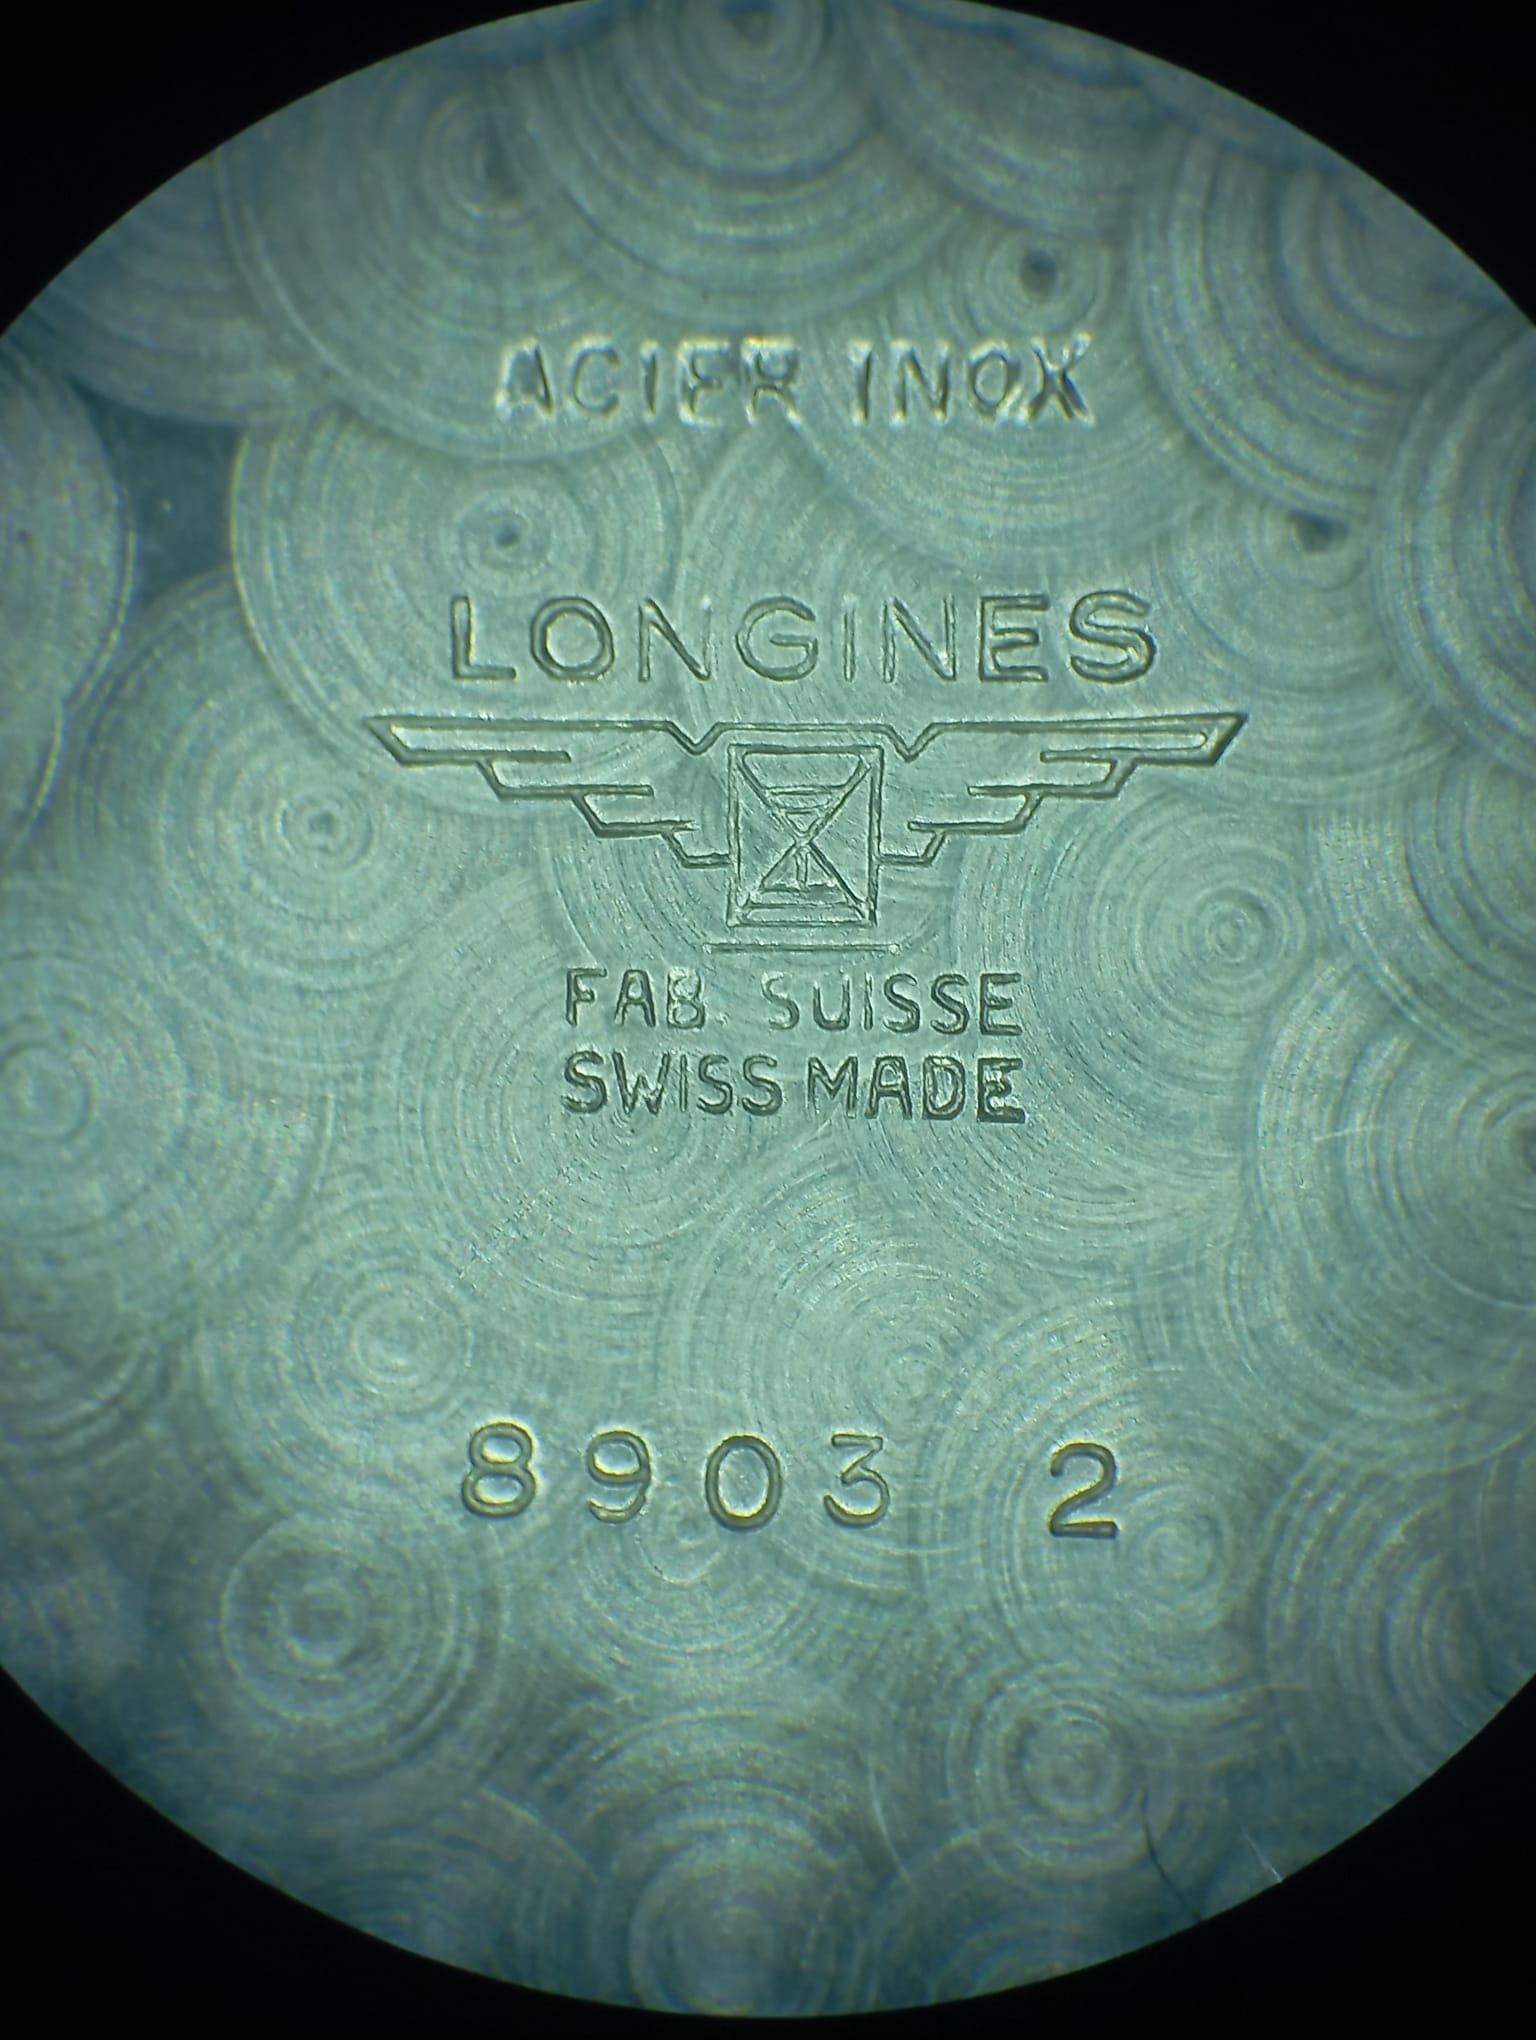 ACIER INOX
LONGINES
FAB. SUISSE
SWISS MADE
8903 2